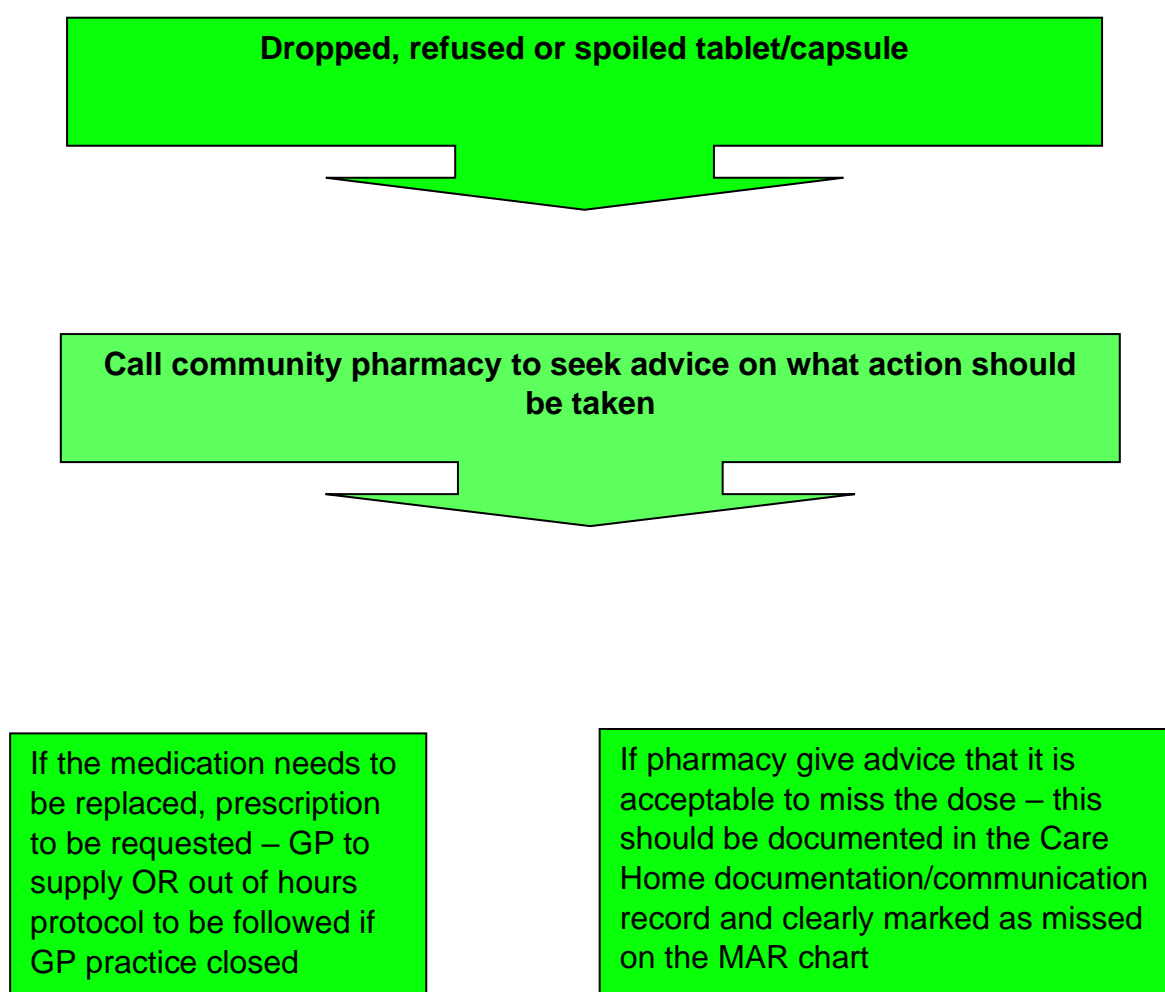 Dropped, refused or spoiled tablet/capsule
Call community pharmacy to seek advice on what action should
be taken
If the medication needs to
be replaced, prescription
to be requested – GP to
supply OR out of hours
protocol to be followed if
GP practice closed
If pharmacy give advice that it is
acceptable to miss the dose – this
should be documented in the Care
Home documentation/communication
record and clearly marked as missed
on the MAR chart